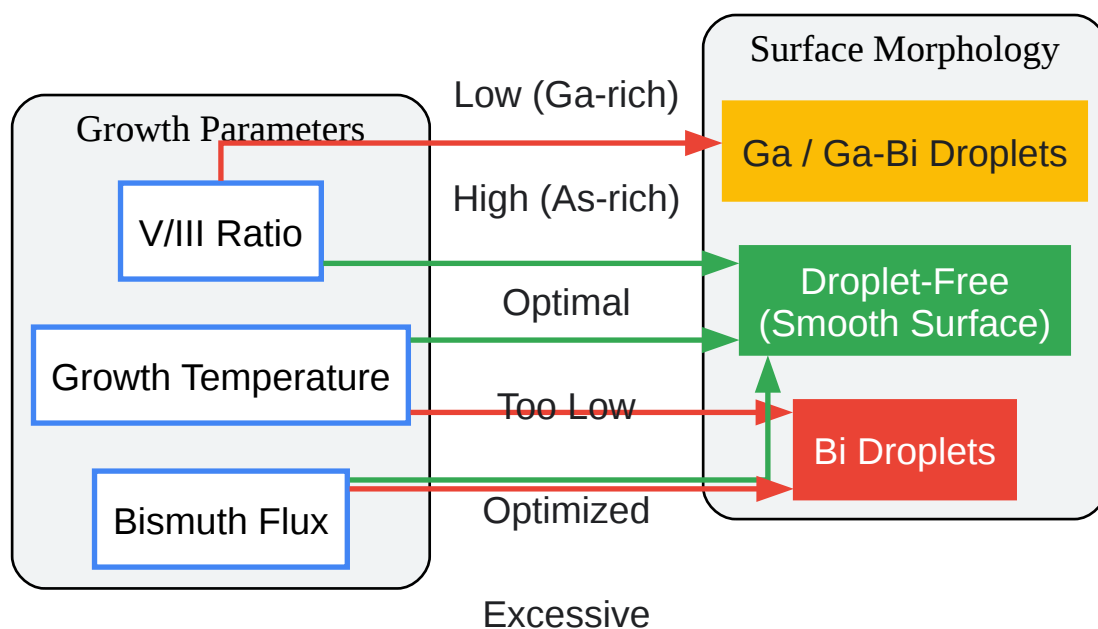 Growth Parameters
V/III Ratio
Growth Temperature
Bismuth Flux
Low (Ga-rich)
High (As-rich)
Optimal
Too Low
Optimized
Excessive
Surface Morphology
Ga / Ga-Bi Droplets
Droplet-Free
(Smooth Surface)
Bi Droplets